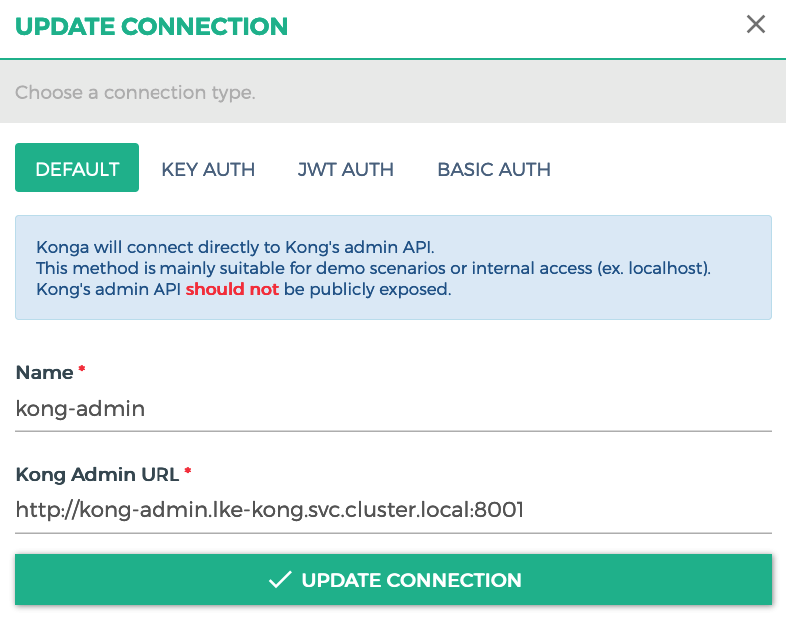 UPDATE CONNECTION
Choose a connection type.
DEFAULT KEY AUTH JWT AUTH BASIC AUTH
Konga will connect directly to Kong's admin API.
This method is mainly suitable for demo scenarios or internal access (ex. localhost).
Kong's admin API should not be publicly exposed.
Name *
kong-admin
Kong Admin URL *
http://kong-admin.lke-kong.svc.cluster.local:8001
UPDATE CONNECTION